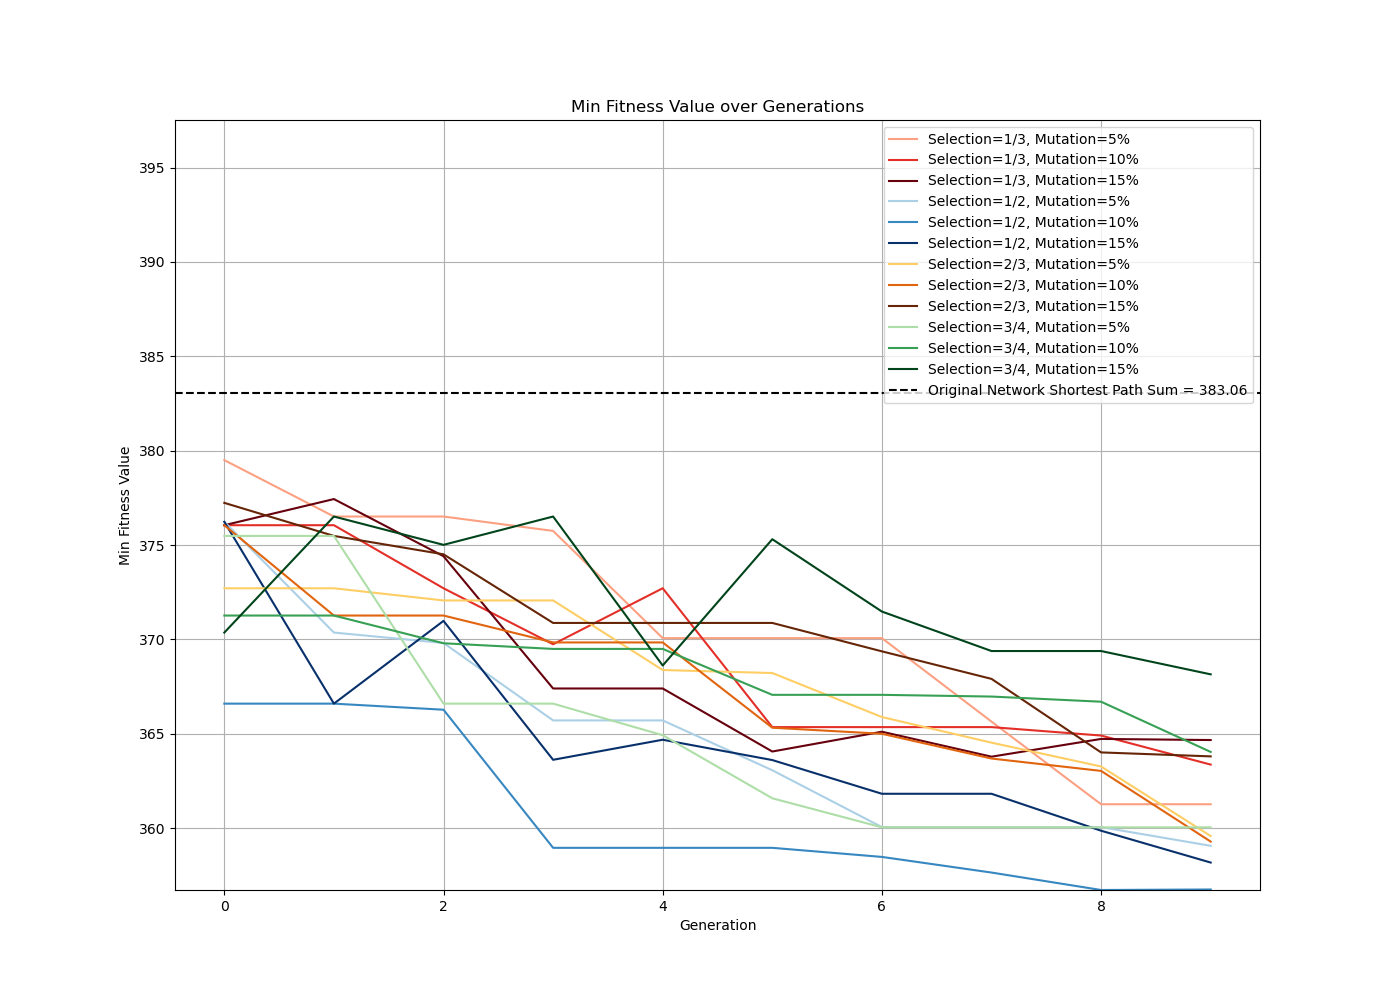 Min Fitness Value over Generations
Selection=1/3, Mutation=5%
Selection=1/3, Mutation=10%
Selection=1/3, Mutation=15%
Selection=1/2, Mutation=5%
Selection=1/2, Mutation=10%
Selection=1/2, Mutation=15%
Selection=2/3, Mutation=5%
Selection=2/3, Mutation=10%
Selection=2/3, Mutation=15%
Selection=3/4, Mutation=5%
Selection=3/4, Mutation=10%
Selection=3/4, Mutation=15%
Original Network Shortest Path Sum = 383.06
395
390
385
380
375
370
365
360
Min Fitness Value
0 2 4 6 8
Generation